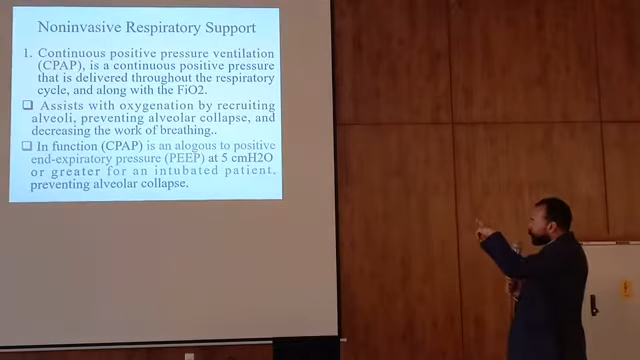 Noninvasive Respiratory Support
1. Continuous positive pressure ventilation
(CPAP), is a continuous positive pressure
that is delivered throughout the respiratory
cycle, and along with the FiO2.
❑ Assists with oxygenation by recruiting
alveoli, preventing alveolar collapse, and
decreasing the work of breathing..
❑ In function (CPAP) is an alogous to positive
end-expiratory pressure (PEEP) at 5 cmH2O
or greater for an intubated patient,
preventing alveolar collapse.